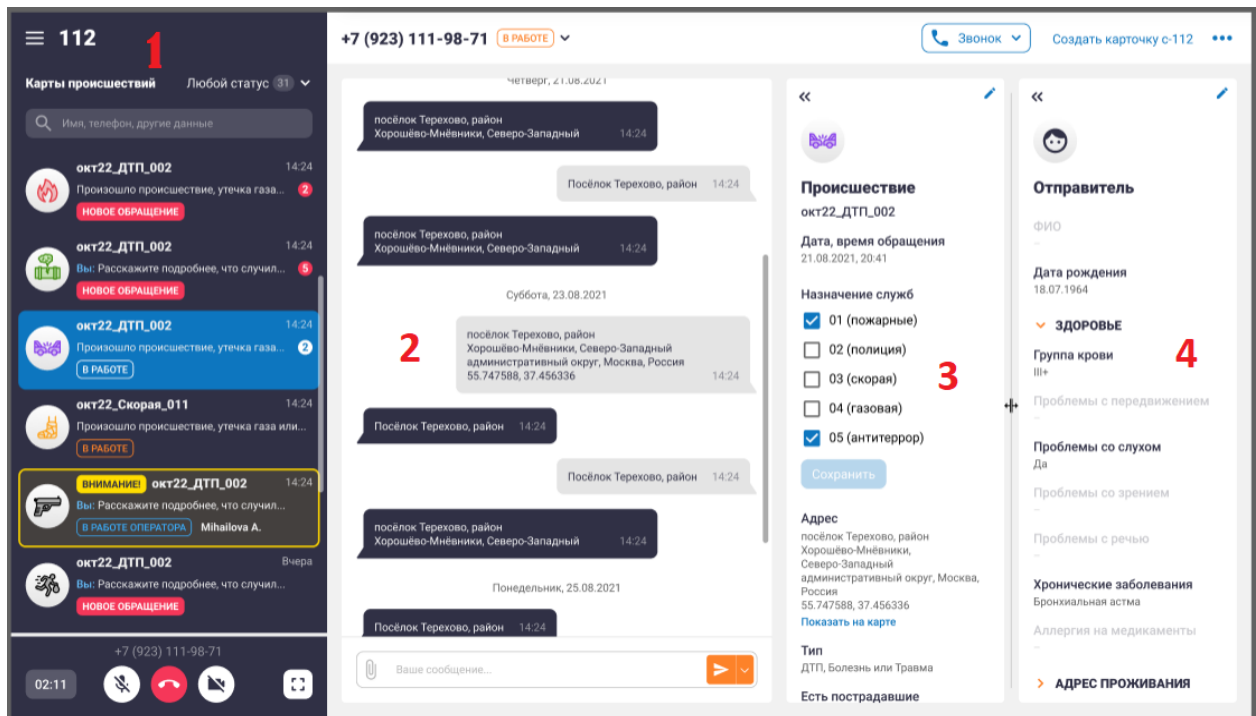 112
1
Карты происшествий
Любой статус 31
Имя, телефон, другие данные
окт22_ДТП_002 14:24
Произошло происшествие, утечка газа... 2
НОВОЕ ОБРАЩЕНИЕ
окт22_ДТП_002 14:24
Вы: Расскажите подробнее, что случил... 5
НОВОЕ ОБРАЩЕНИЕ
окт22_ДТП_002 14:24
Произошло происшествие, утечка газа... 2
В РАБОТЕ
окт22_Скорая_011 14:24
Произошло происшествие, утечка газа или...
В РАБОТЕ
ВНИМАНИЕ! окт22_ДТП_002 14:24
Вы: Расскажите подробнее, что случил...
В РАБОТЕ ОПЕРАТОРА Mihailova A.
окт22_ДТП_002 Вчера
Вы: Расскажите подробнее, что случил...
НОВОЕ ОБРАЩЕНИЕ
+7 (923) 111-98-71
02:11
+7 (923) 111-98-71 В РАБОТЕ
Звонок
Создать карточку с-112
Четверг, 21.08.2021
посёлок Терехово, район
Хорошёво-Мнёвники, Северо-Западный 14:24
Посёлок Терехово, район 14:24
посёлок Терехово, район
Хорошёво-Мнёвники, Северо-Западный 14:24
Суббота, 23.08.2021
2
посёлок Терехово, район
Хорошёво-Мнёвники, Северо-Западный
административный округ, Москва, Россия
55.747588, 37.456336 14:24
Посёлок Терехово, район 14:24
Посёлок Терехово, район 14:24
посёлок Терехово, район
Хорошёво-Мнёвники, Северо-Западный 14:24
Понедельник, 25.08.2021
Посёлок Терехово, район 14:24
Ваше сообщение...
Происшествие
окт22_ДТП_002
Дата, время обращения
21.08.2021, 20:41
Назначение служб
01 (пожарные)
02 (полиция)
03 (скорая)
3
04 (газовая)
05 (антитеррор)
Сохранить
Адрес
посёлок Терехово, район
Хорошёво-Мнёвники,
Северо-Западный
административный округ, Москва,
Россия
55.747588, 37.456336
Показать на карте
Тип
ДТП, Болезнь или Травма
Есть пострадавшие
Отправитель
ФИО
–
Дата рождения
18.07.1964
ЗДОРОВЬЕ
Группа крови
III+
4
Проблемы с передвижением
–
Проблемы со слухом
Да
Проблемы со зрением
–
Проблемы с речью
–
Хронические заболевания
Бронхиальная астма
Аллергия на медикаменты
–
АДРЕС ПРОЖИВАНИЯ